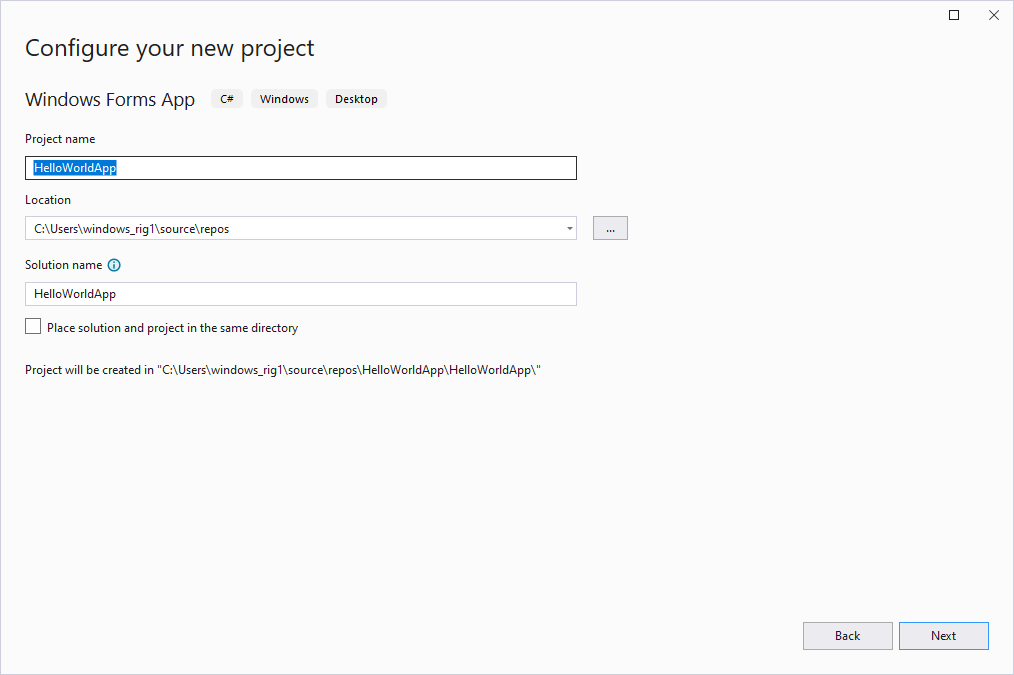 Configure your new project
Windows Forms App C# Windows Desktop
Project name
HelloWorldApp
Location
C:\Users\windows_rig1\source\repos ...
Solution name
HelloWorldApp
Place solution and project in the same directory
Project will be created in "C:\Users\windows_rig1\source\repos\HelloWorldApp\HelloWorldApp\"
Back Next